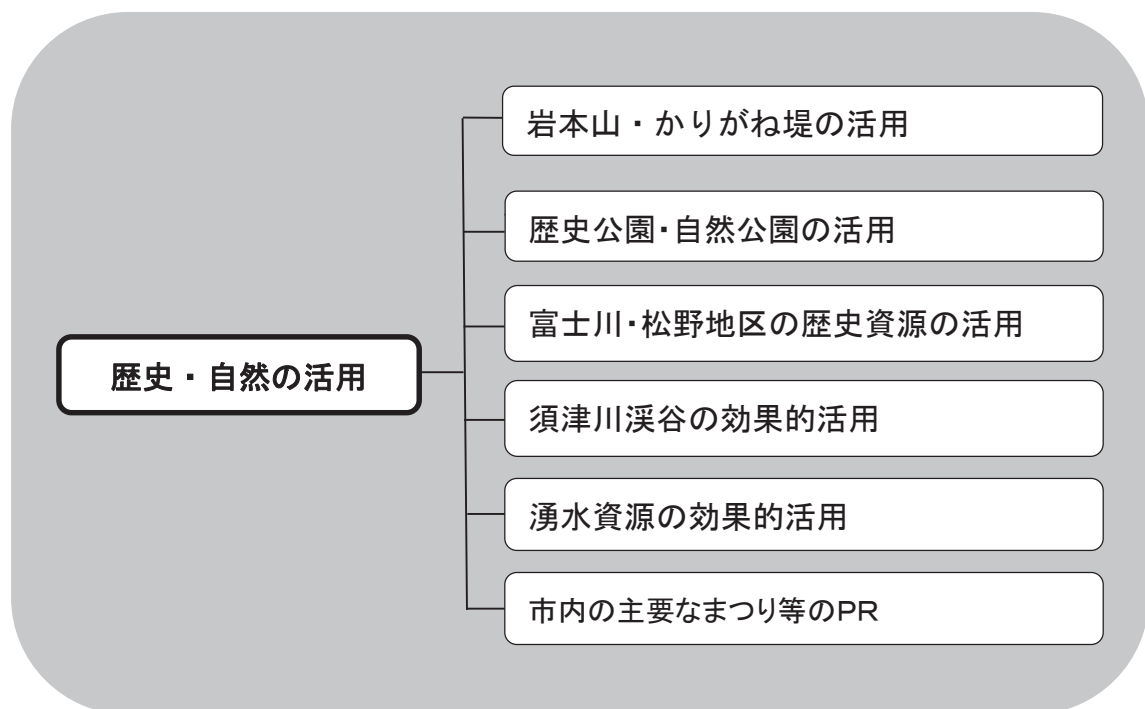 歴史・自然の活用
岩本山・かりがね堤の活用
歴史公園・自然公園の活用
富士川・松野地区の歴史資源の活用
須津川渓谷の効果的活用
湧水資源の効果的活用
市内の主要なまつり等のPR